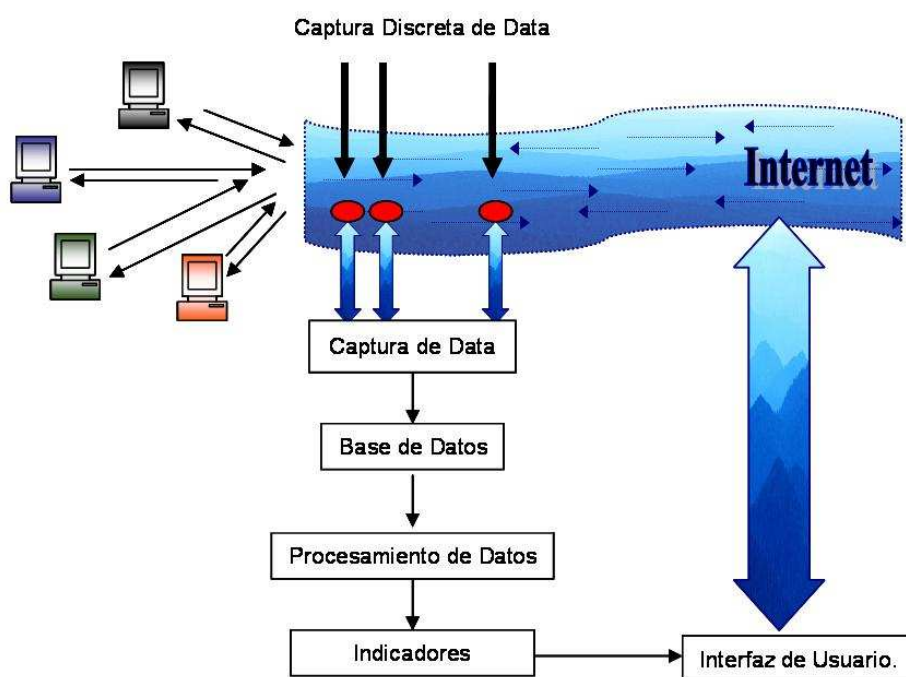 Captura Discreta de Data
Internet
Captura de Data
Base de Datos
Procesamiento de Datos
Indicadores
Interfaz de Usuario.